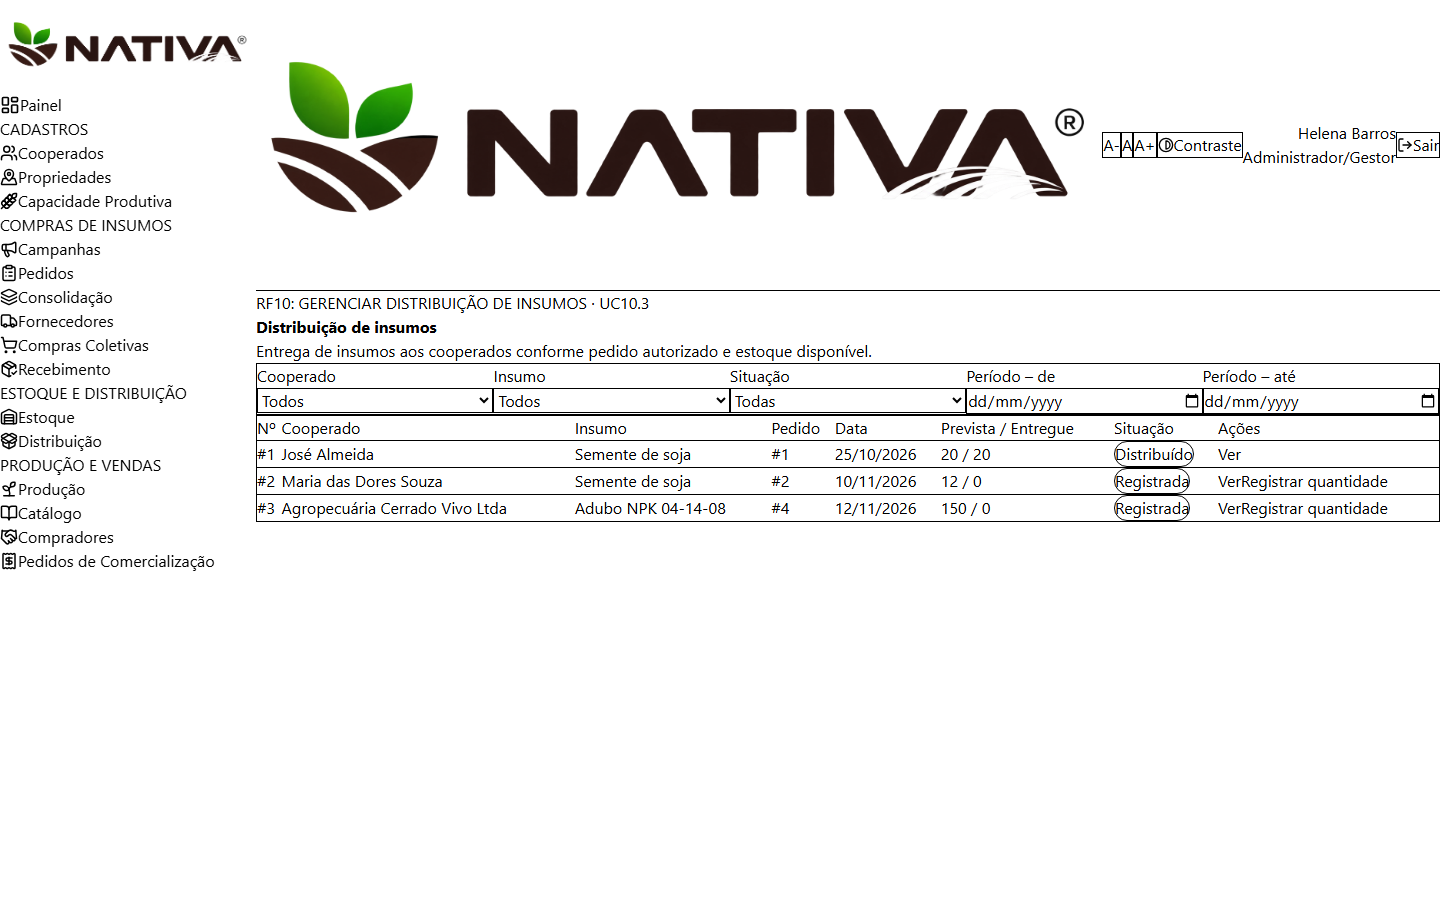 NATIVA®
Painel
CADASTROS
Cooperados
Propriedades
Capacidade Produtiva
COMPRAS DE INSUMOS
Campanhas
Pedidos
Consolidação
Fornecedores
Compras Coletivas
Recebimento
ESTOQUE E DISTRIBUIÇÃO
Estoque
Distribuição
PRODUÇÃO E VENDAS
Produção
Catálogo
Compradores
Pedidos de Comercialização
NATIVA®
A- A A+ Contraste
Helena Barros
Administrador/Gestor
Sair
RF10: GERENCIAR DISTRIBUIÇÃO DE INSUMOS · UC10.3
Distribuição de insumos
Entrega de insumos aos cooperados conforme pedido autorizado e estoque disponível.
Cooperado Insumo Situação Período – de Período – até
Todos Todos Todas dd/mm/yyyy dd/mm/yyyy
Nº Cooperado Insumo Pedido Data Prevista / Entregue Situação Ações
#1 José Almeida Semente de soja #1 25/10/2026 20 / 20 Distribuído Ver
#2 Maria das Dores Souza Semente de soja #2 10/11/2026 12 / 0 Registrada VerRegistrar quantidade
#3 Agropecuária Cerrado Vivo Ltda Adubo NPK 04-14-08 #4 12/11/2026 150 / 0 Registrada VerRegistrar quantidade